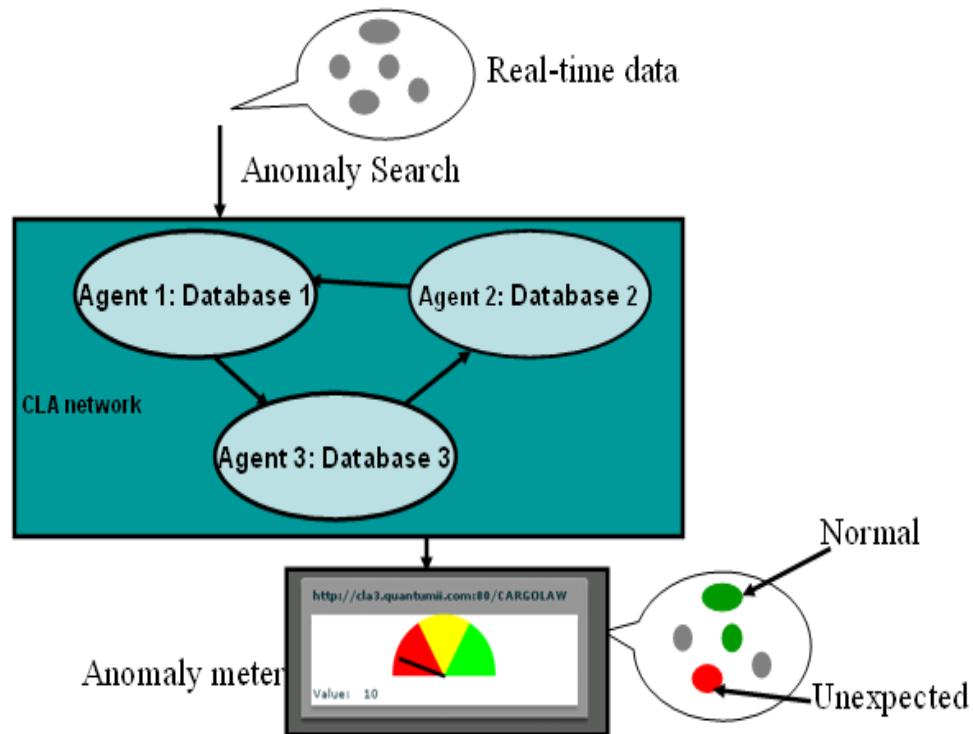 Real-time data
Anomaly Search
Agent 1: Database 1
Agent 2: Database 2
CLA network
Agent 3: Database 3
Normal
http://cla3.quantumii.com:80/CARGOLAW
Anomaly meter
Value: 10
Unexpected